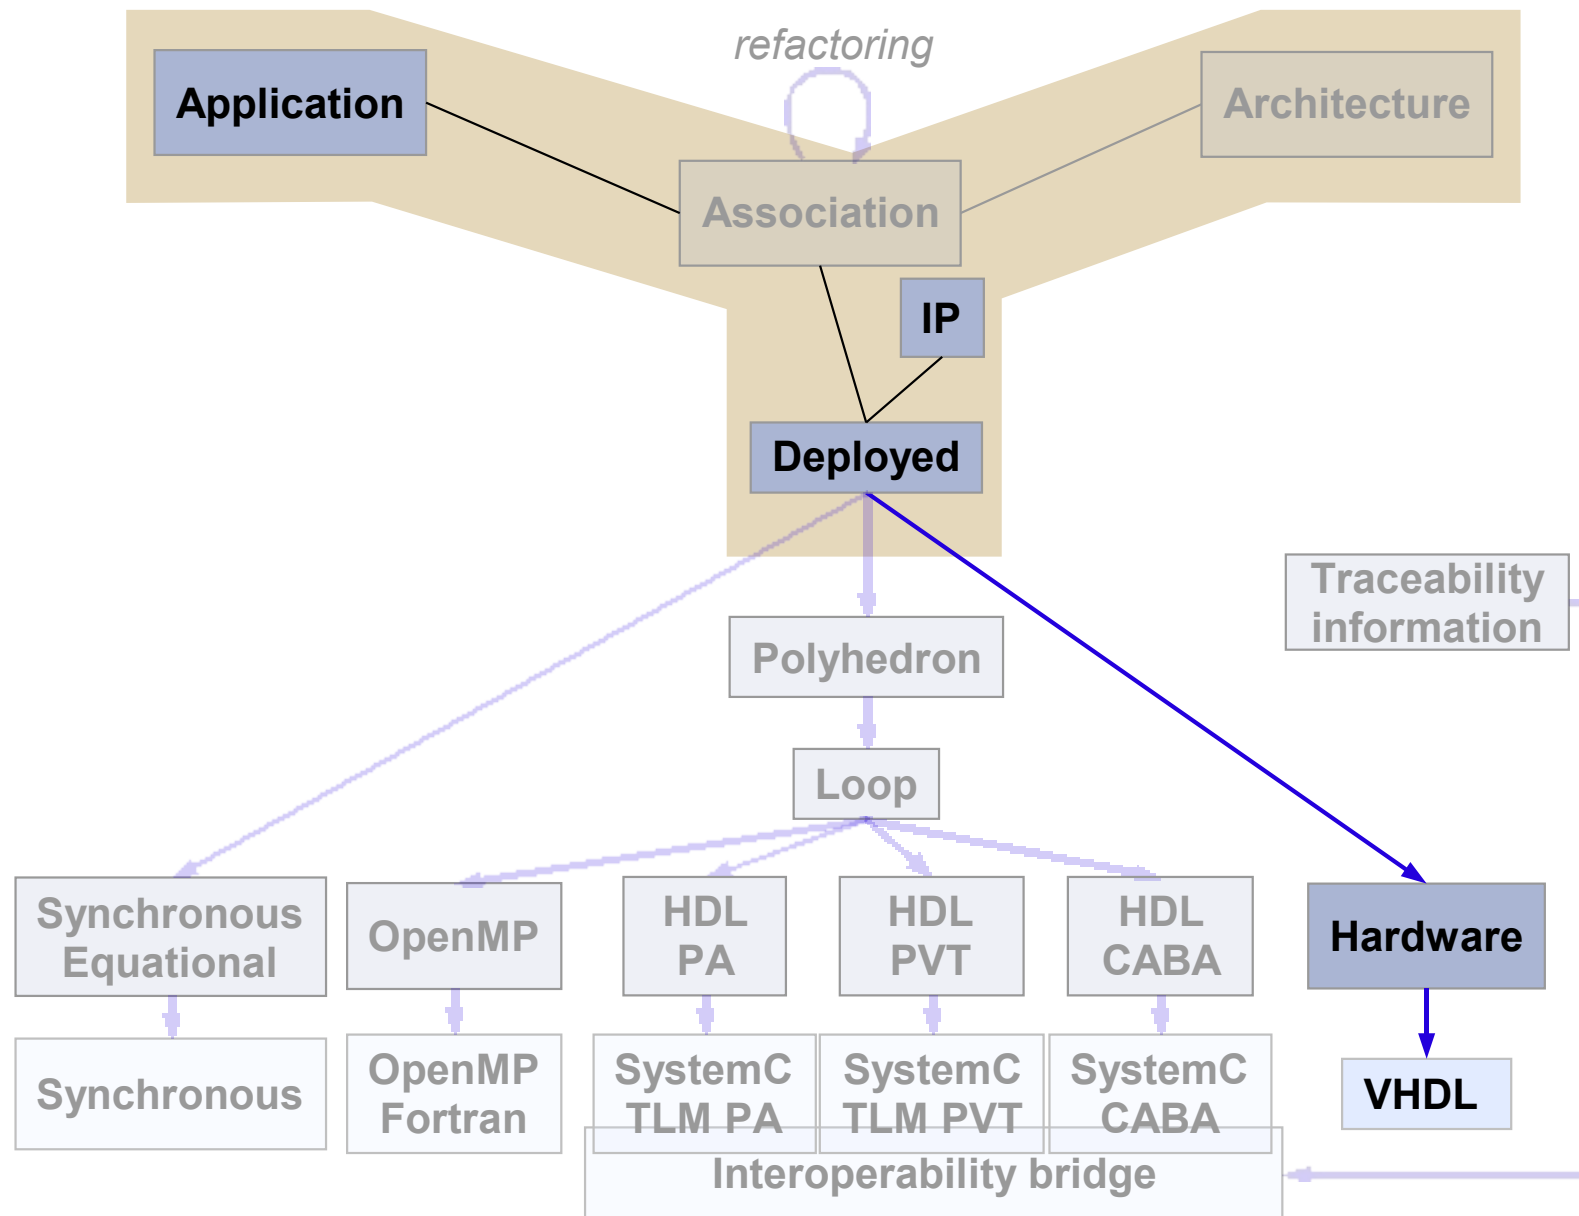 refactoring
Application
Architecture
Association
IP
Deployed
Traceability
information
Polyhedron
Loop
Synchronous
Equational
OpenMP
HDL
PA
HDL
PVT
HDL
CABA
Hardware
Synchronous
OpenMP
Fortran
SystemC
TLM PA
SystemC
TLM PVT
SystemC
CABA
VHDL
Interoperability bridge